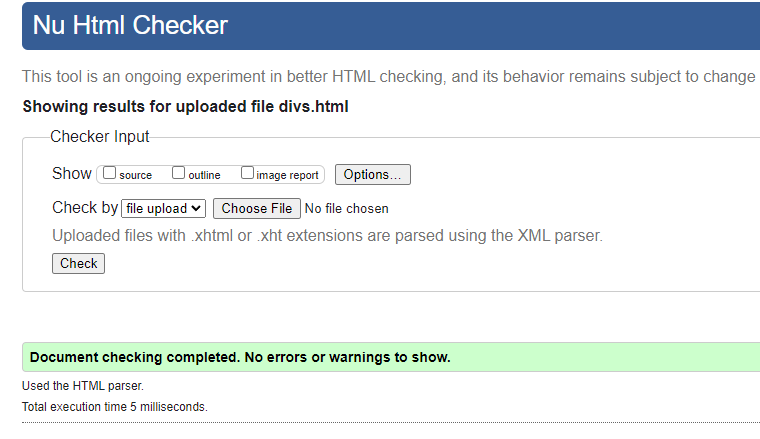 Nu Html Checker
This tool is an ongoing experiment in better HTML checking, and its behavior remains subject to change
Showing results for uploaded file divs.html
Checker Input
Show source outline image report Options...
Check by file upload Choose File No file chosen
Uploaded files with .xhtml or .xht extensions are parsed using the XML parser.
Check
Document checking completed. No errors or warnings to show.
Used the HTML parser.
Total execution time 5 milliseconds.